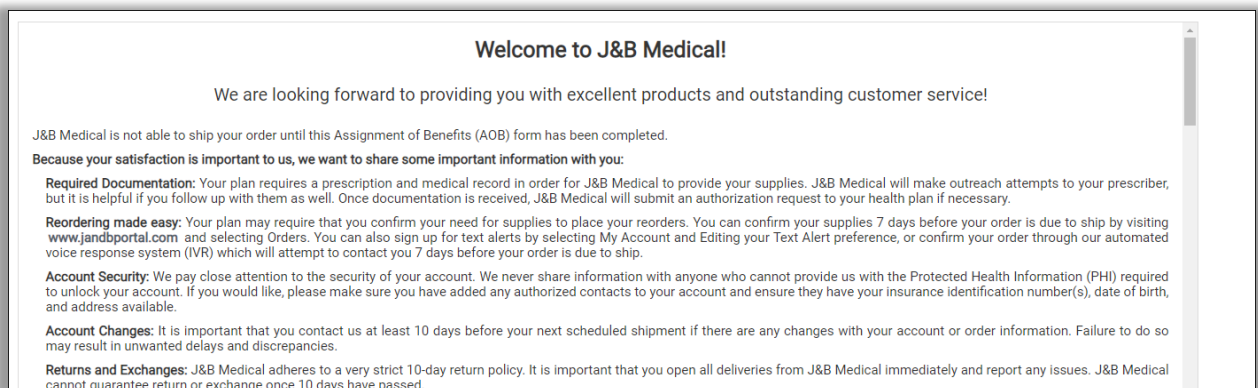 Welcome to J&B Medical!
We are looking forward to providing you with excellent products and outstanding customer service!
J&B Medical is not able to ship your order until this Assignment of Benefits (AOB) form has been completed.
Because your satisfaction is important to us, we want to share some important information with you:
Required Documentation: Your plan requires a prescription and medical record in order for J&B Medical to provide your supplies. J&B Medical will make outreach attempts to your prescriber,
but it is helpful if you follow up with them as well. Once documentation is received, J&B Medical will submit an authorization request to your health plan if necessary.
Reordering made easy: Your plan may require that you confirm your need for supplies to place your reorders. You can confirm your supplies 7 days before your order is due to ship by visiting
www.jandbportal.com and selecting Orders. You can also sign up for text alerts by selecting My Account and Editing your Text Alert preference, or confirm your order through our automated
voice response system (IVR) which will attempt to contact you 7 days before your order is due to ship.
Account Security: We pay close attention to the security of your account. We never share information with anyone who cannot provide us with the Protected Health Information (PHI) required
to unlock your account. If you would like, please make sure you have added any authorized contacts to your account and ensure they have your insurance identification number(s), date of birth,
and address available.
Account Changes: It is important that you contact us at least 10 days before your next scheduled shipment if there are any changes with your account or order information. Failure to do so
may result in unwanted delays and discrepancies.
Returns and Exchanges: J&B Medical adheres to a very strict 10-day return policy. It is important that you open all deliveries from J&B Medical immediately and report any issues. J&B Medical
cannot guarantee return or exchange once 10 days have passed.